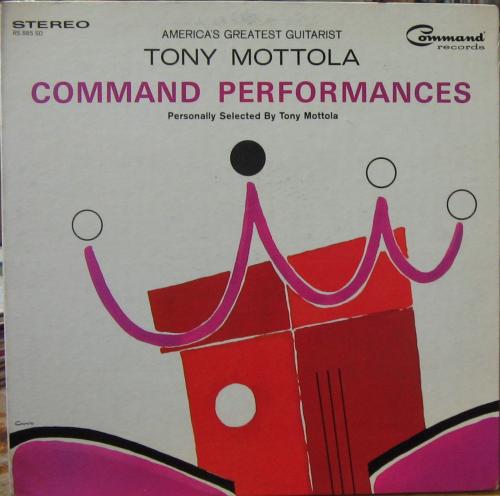 STEREO
RS 885 SD
AMERICA'S GREATEST GUITARIST
Command
records
TONY MOTTOLA
COMMAND PERFORMANCES
Personally Selected By Tony Mottola